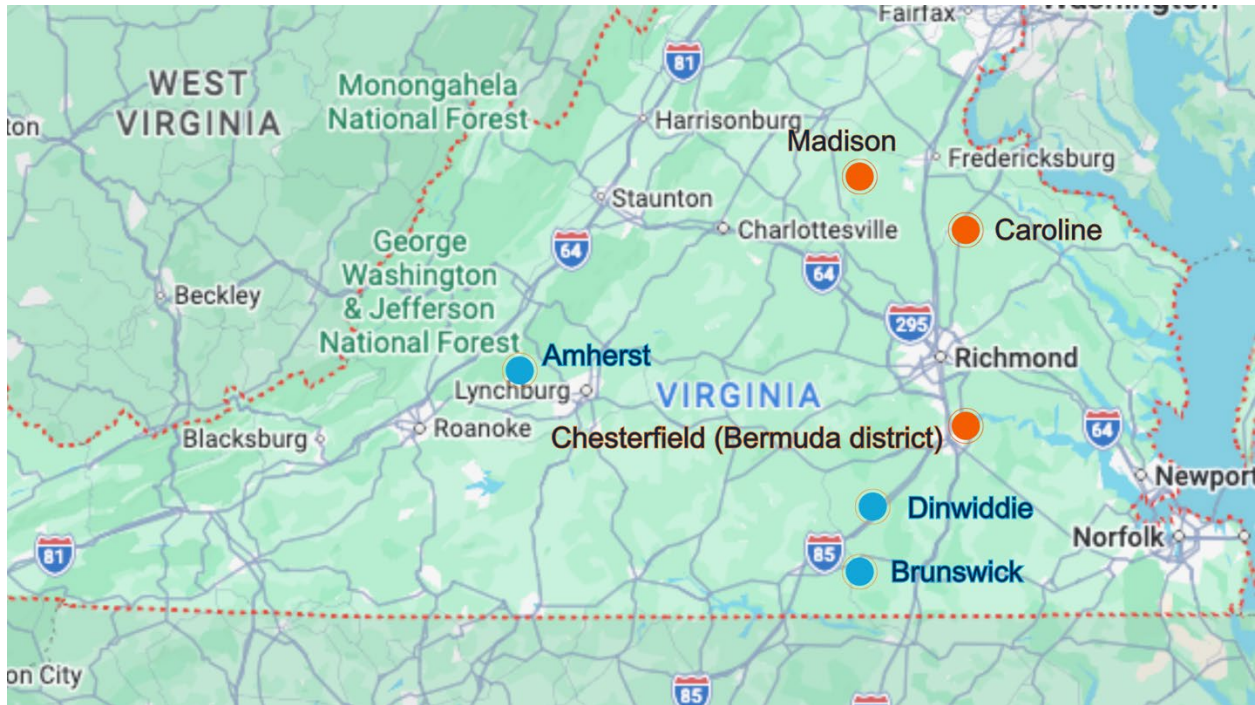 Fairfax
Washington
81
WEST
VIRGINIA
Monongahela
National Forest
ton
Harrisonburg
Madison
Fredericksburg
Staunton
Charlottesville
Caroline
George
Washington
& Jefferson
National Forest
64
64
Beckley
295
Amherst
Richmond
Lynchburg
VIRGINIA
Roanoke
Blacksburg
Chesterfield (Bermuda district)
64
Newport
Dinwiddie
Norfolk
81
85
Brunswick
on City
85